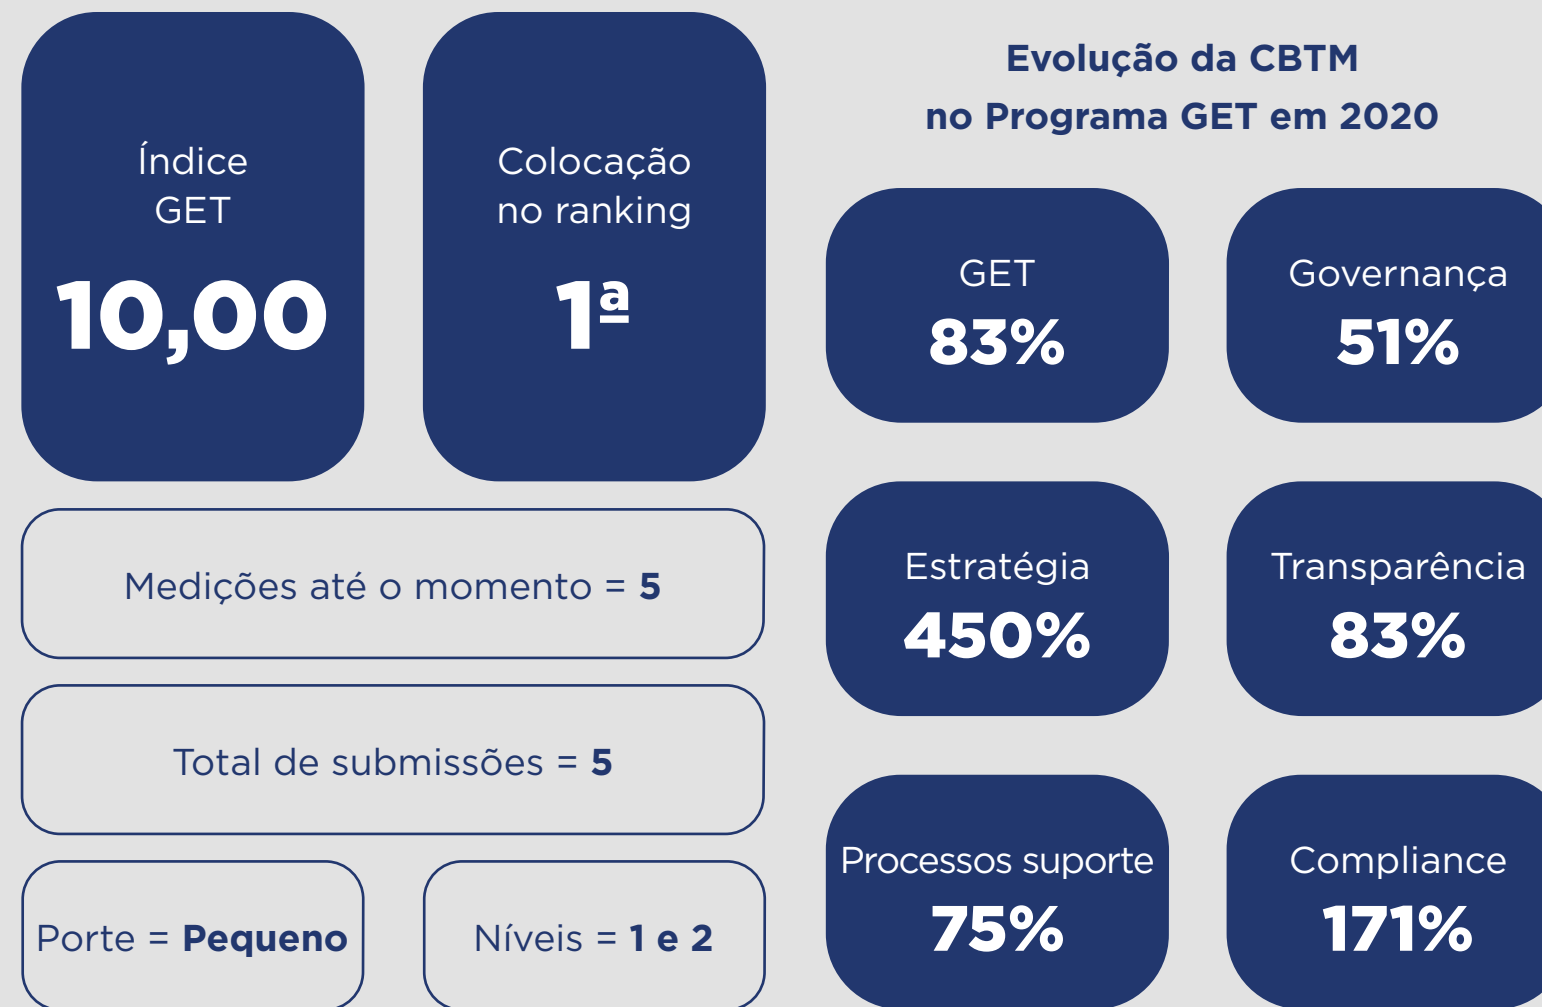 Índice
GET
10,00
Colocação
no ranking
1ª
Medições até o momento = 5
Total de submissões = 5
Porte = Pequeno
Níveis = 1 e 2
Evolução da CBTM
no Programa GET em 2020
GET
83%
Governança
51%
Estratégia
450%
Transparência
83%
Processos suporte
75%
Compliance
171%